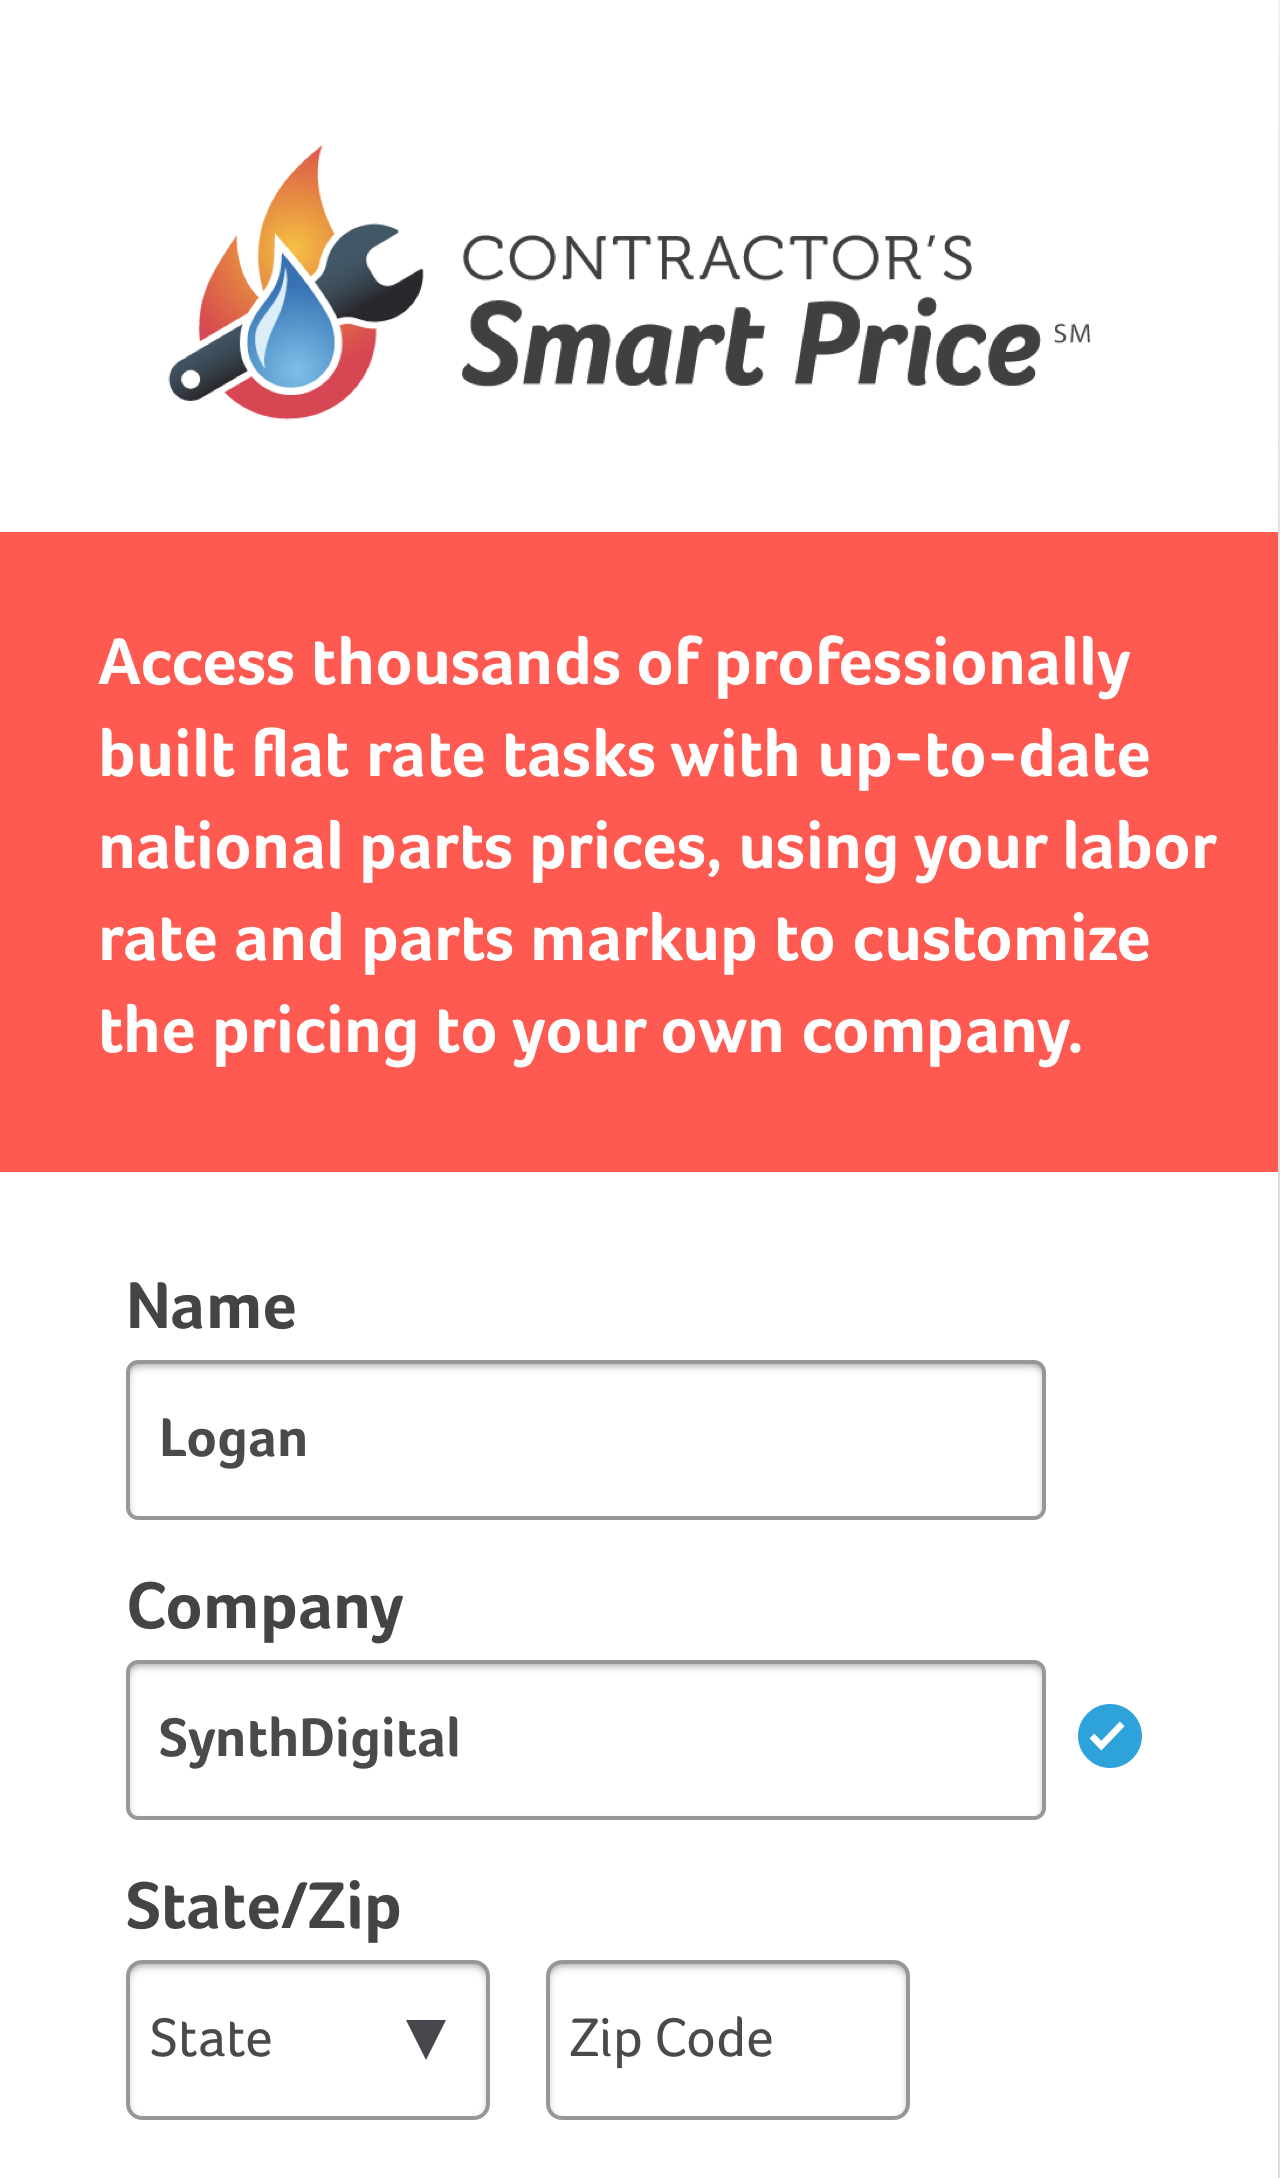 CONTRACTOR'S
Smart Price SM
Access thousands of professionally
built flat rate tasks with up-to-date
national parts prices, using your labor
rate and parts markup to customize
the pricing to your own company.
Name
Logan
Company
SynthDigital
State/Zip
State ▼ Zip Code